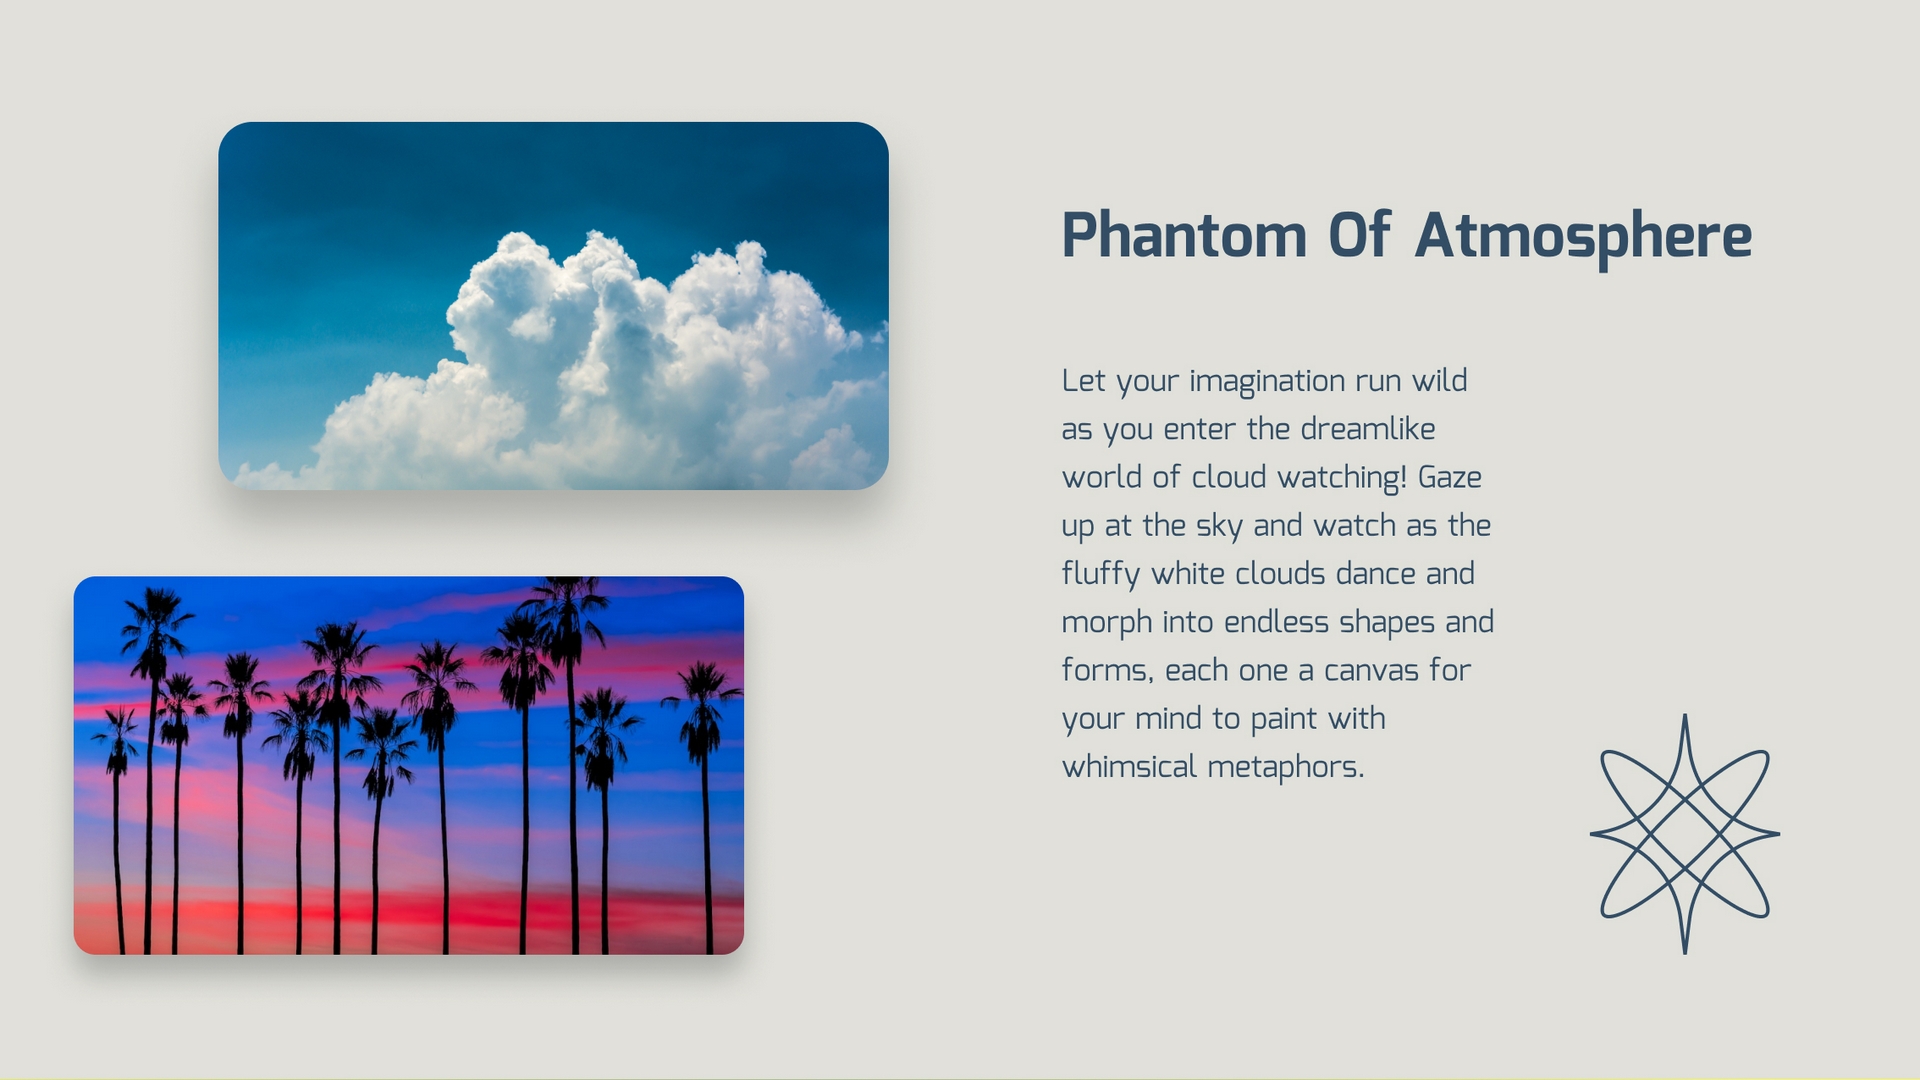 Phantom Of Atmosphere
Let your imagination run wild
as you enter the dreamlike
world of cloud watching! Gaze
up at the sky and watch as the
fluffy white clouds dance and
morph into endless shapes and
forms, each one a canvas for
your mind to paint with
whimsical metaphors.